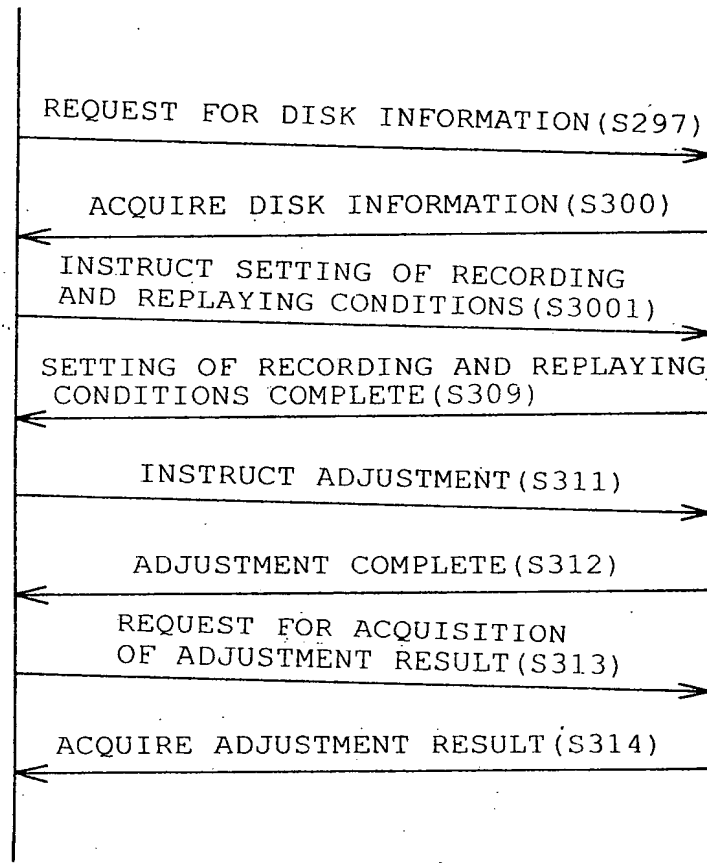 REQUEST FOR DISK INFORMATION(S297)
ACQUIRE DISK INFORMATION(S300)
INSTRUCT SETTING OF RECORDING
AND REPLAYING CONDITIONS(S3001)
SETTING OF RECORDING AND REPLAYING
CONDITIONS COMPLETE(S309)
INSTRUCT ADJUSTMENT(S311)
ADJUSTMENT COMPLETE(S312)
REQUEST FOR ACQUISITION
OF ADJUSTMENT RESULT(S313)
ACQUIRE ADJUSTMENT RESULT(S314)